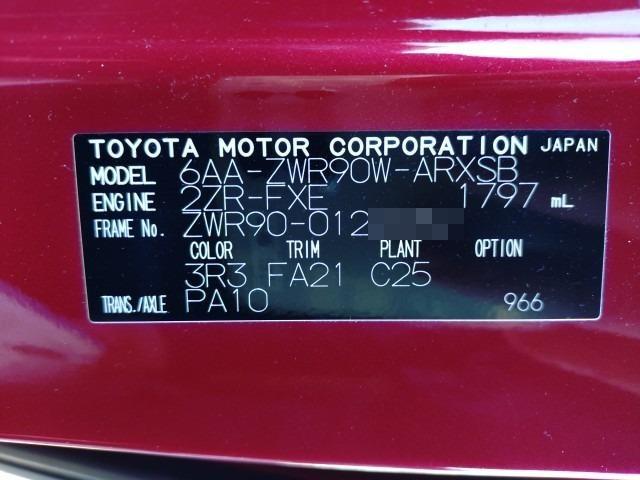 TOYOTA MOTOR CORPORATION JAPAN
MODEL 6AA-ZWR90W-ARXSB
ENGINE 2ZR-FXE 1797 mL
FRAME No. ZWR90-012
COLOR TRIM PLANT OPTION
3R3 FA21 C25
TRANS./AXLE PA10 966